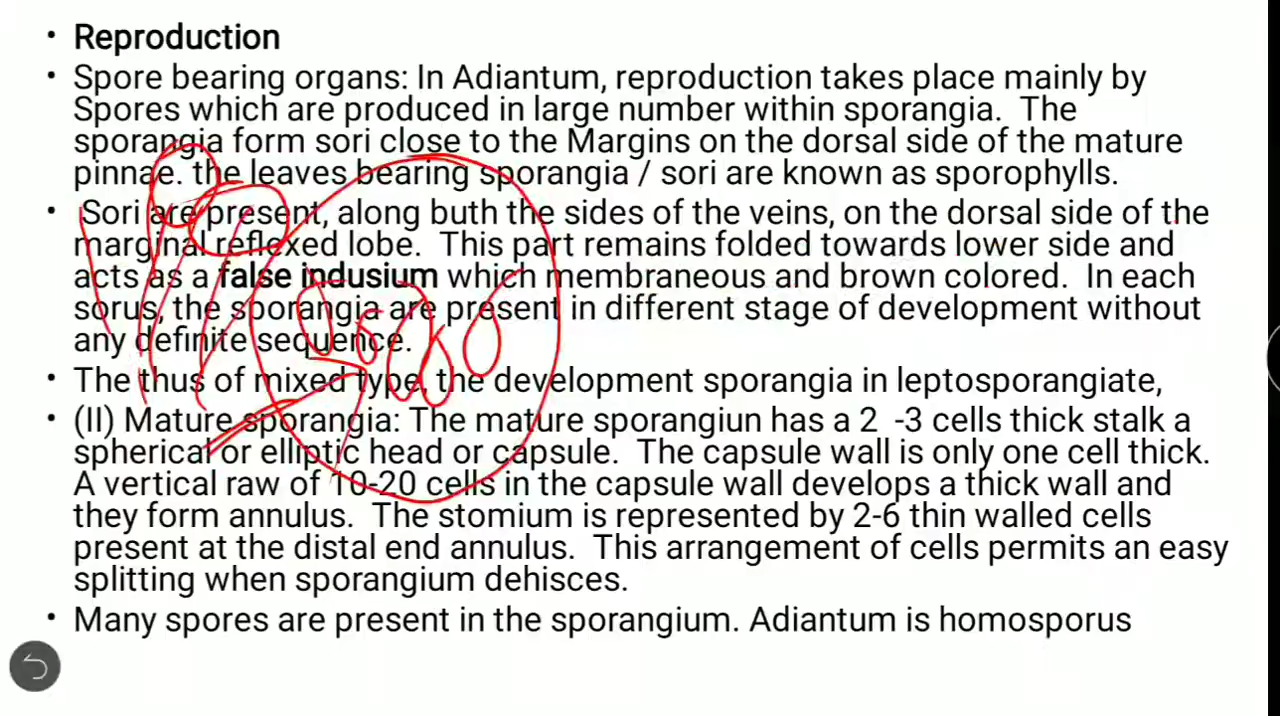 • Reproduction
• Spore bearing organs: In Adiantum, reproduction takes place mainly by
Spores which are produced in large number within sporangia. The
sporangia form sori close to the Margins on the dorsal side of the mature
pinnae. the leaves bearing sporangia / sori are known as sporophylls.
• Sori are present, along buth the sides of the veins, on the dorsal side of the
marginal reflexed lobe. This part remains folded towards lower side and
acts as a false indusium which membraneous and brown colored. In each
sorus, the sporangia are present in different stage of development without
any definite sequence.
• The thus of mixed type, the development sporangia in leptosporangiate,
• (II) Mature sporangia: The mature sporangiun has a 2 -3 cells thick stalk a
spherical or elliptic head or capsule. The capsule wall is only one cell thick.
A vertical raw of 10-20 cells in the capsule wall develops a thick wall and
they form annulus. The stomium is represented by 2-6 thin walled cells
present at the distal end annulus. This arrangement of cells permits an easy
splitting when sporangium dehisces.
• Many spores are present in the sporangium. Adiantum is homosporus